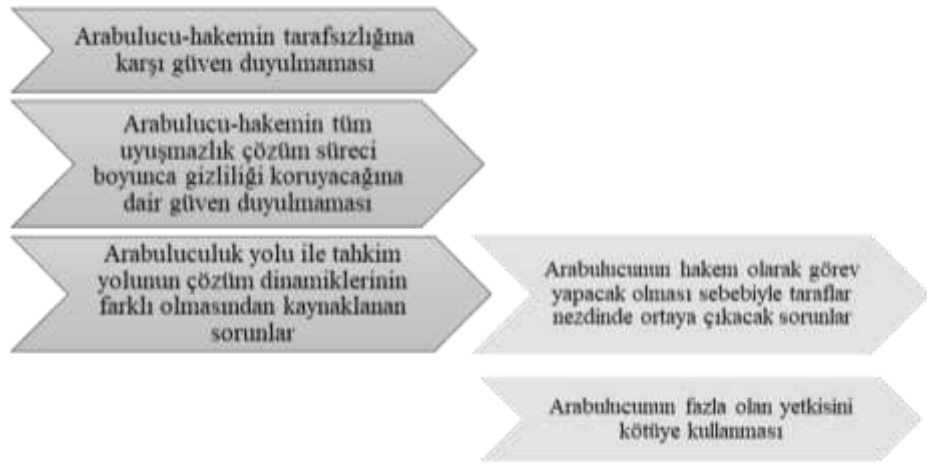 Arabulucu-hakemin tarafsızlığına
karşı güven duyulmaması
Arabulucu-hakemin tüm
uyuşmazlık çözüm süreci
boyunca gizliliği koruyacağına
dair güven duyulmaması
Arabuluculuk yolu ile tahkim
yolunun çözüm dinamiklerinin
farklı olmasından kaynaklanan
sorunlar
Arabulucunun hakem olarak görev
yapacak olması sebebiyle taraflar
nezdinde ortaya çıkacak sorunlar
Arabulucunun fazla olan yetkisini
kötüye kullanması